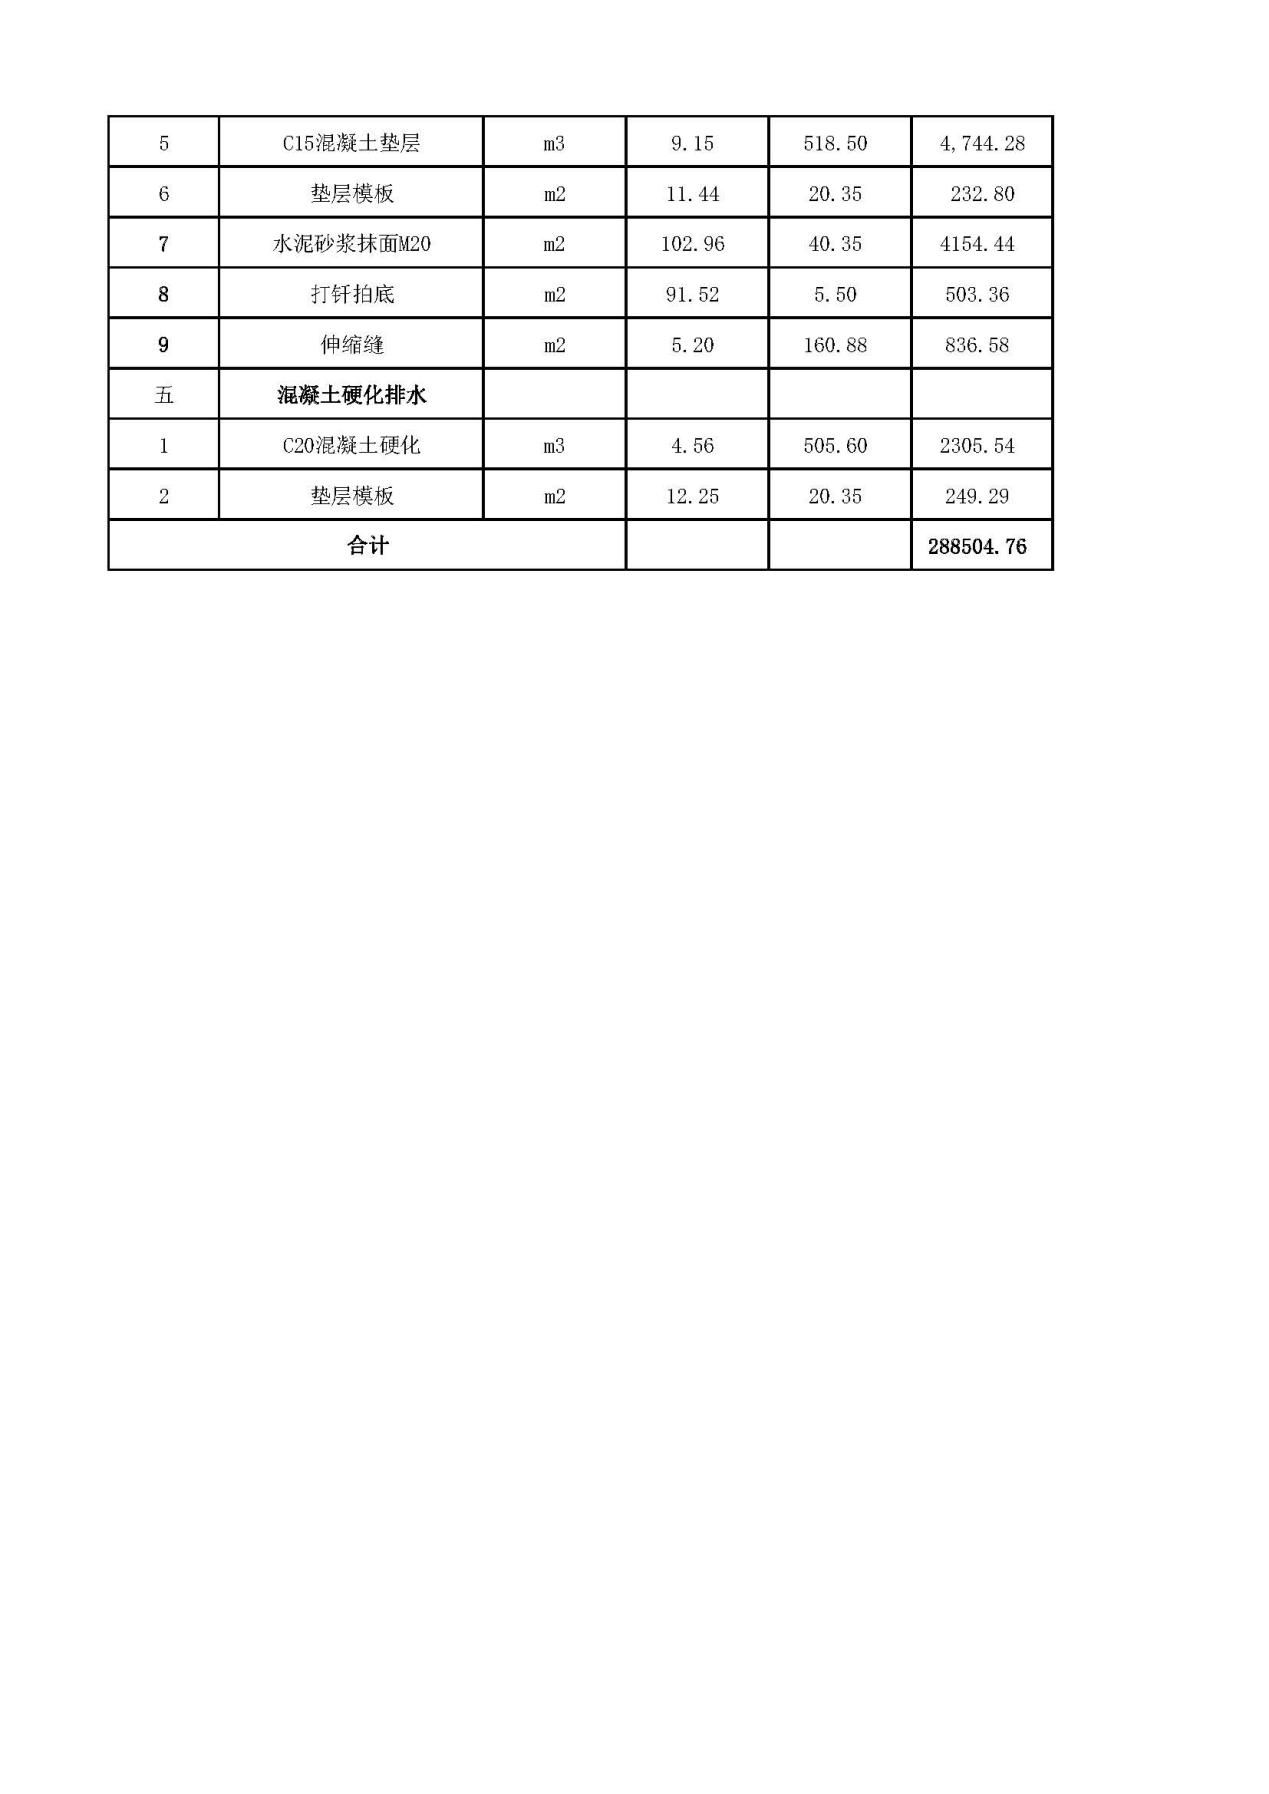 5 C15混凝土垫层 m3 9.15 518.50 4,744.28
6 垫层模板 m2 11.44 20.35 232.80
7 水泥砂浆抹面M20 m2 102.96 40.35 4154.44
8 打钎拍底 m2 91.52 5.50 503.36
9 伸缩缝 m2 5.20 160.88 836.58
五 混凝土硬化排水
1 C20混凝土硬化 m3 4.56 505.60 2305.54
2 垫层模板 m2 12.25 20.35 249.29
合计 288504.76